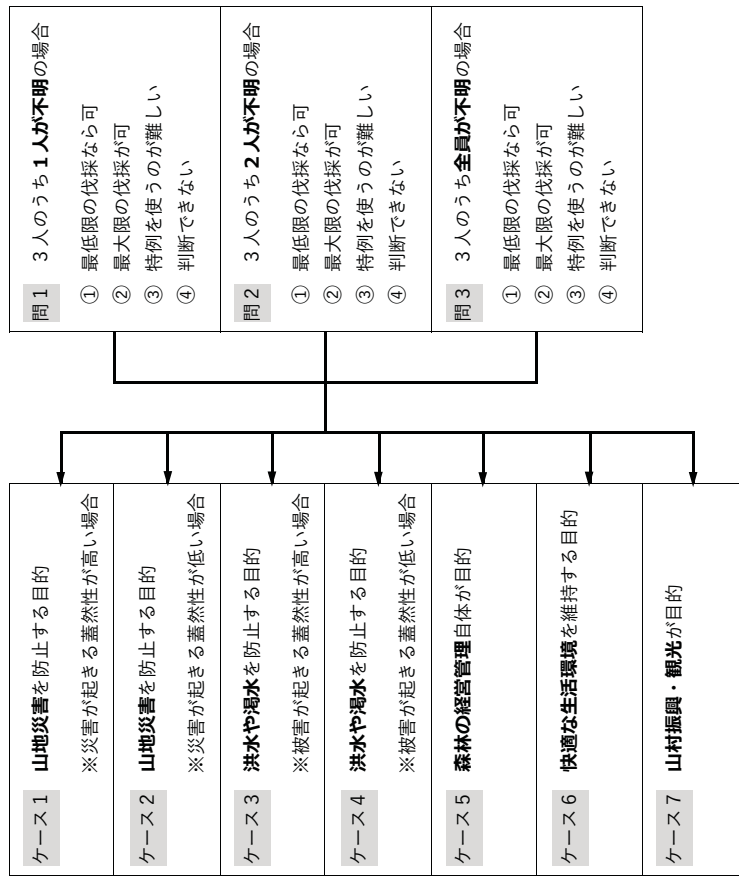 ケース1 山地災害を防止する目的
※災害が起きる蓋然性が高い場合
ケース2 山地災害を防止する目的
※災害が起きる蓋然性が低い場合
ケース3 洪水や渇水を防止する目的
※被害が起きる蓋然性が高い場合
ケース4 洪水や渇水を防止する目的
※被害が起きる蓋然性が低い場合
ケース5 森林の経営管理自体が目的
ケース6 快適な生活環境を維持する目的
ケース7 山村振興・観光が目的
問1 3人のうち1人が不明の場合
① 最低限の伐採なら可
② 最大限の伐採が可
③ 特例を使うのが難しい
④ 判断できない
問2 3人のうち2人が不明の場合
① 最低限の伐採なら可
② 最大限の伐採が可
③ 特例を使うのが難しい
④ 判断できない
問3 3人のうち全員が不明の場合
① 最低限の伐採なら可
② 最大限の伐採が可
③ 特例を使うのが難しい
④ 判断できない